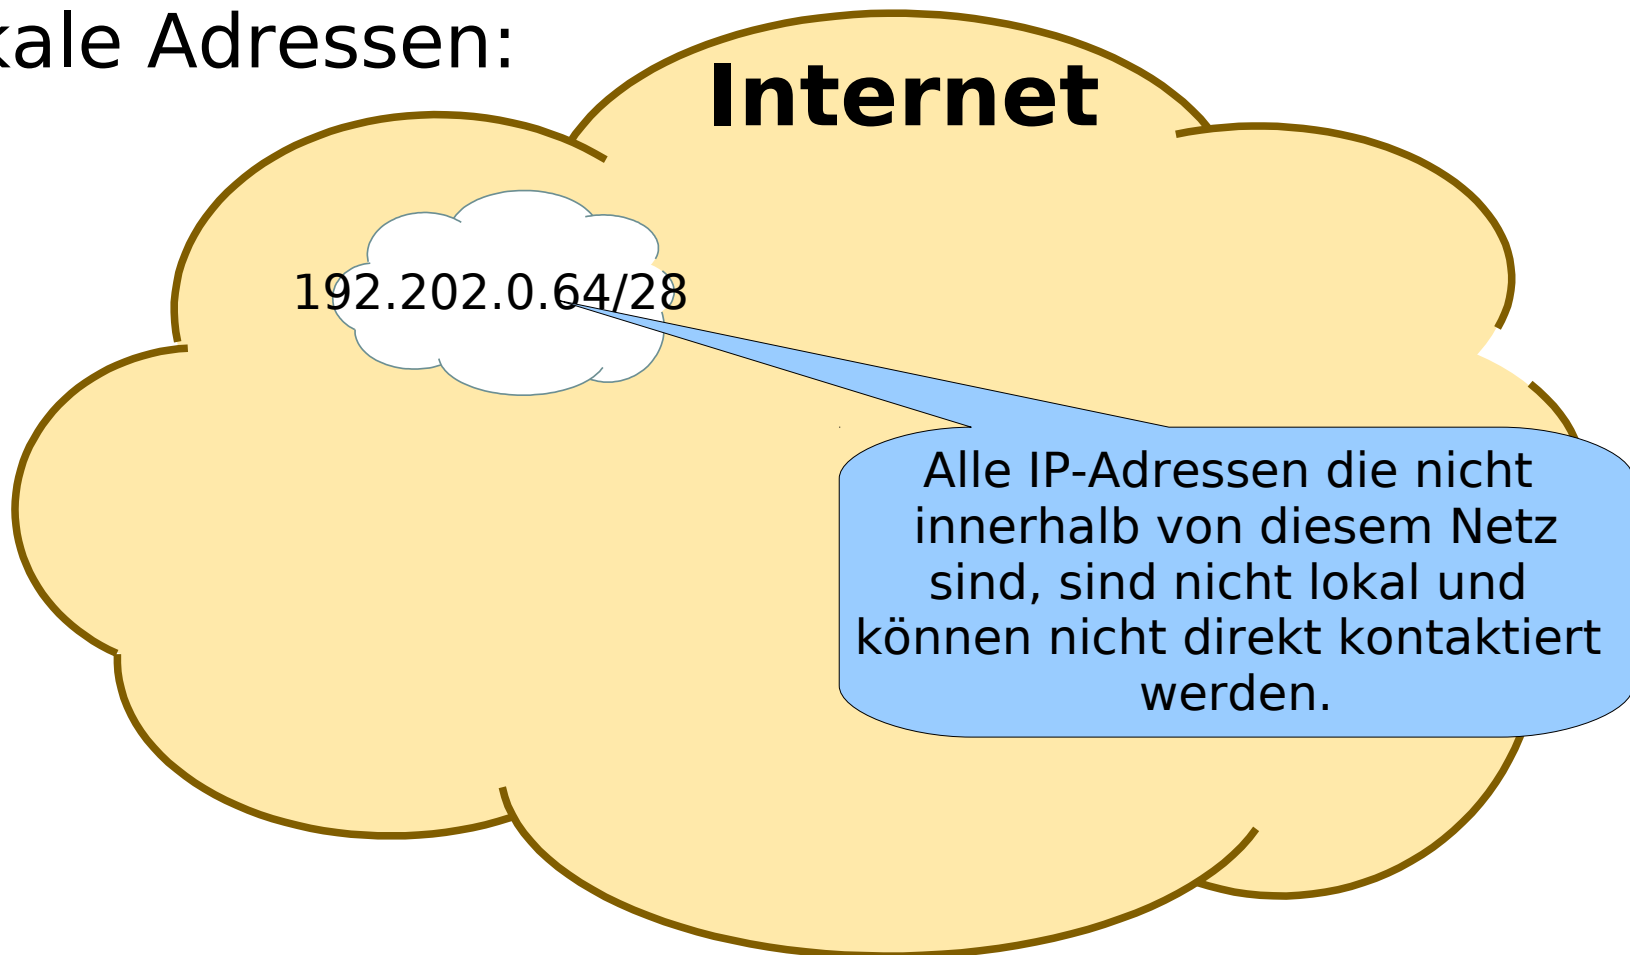 kale Adressen:
Internet
192.202.0.64/28
Alle IP-Adressen die nicht
innerhalb von diesem Netz
sind, sind nicht lokal und
können nicht direkt kontaktiert
werden.